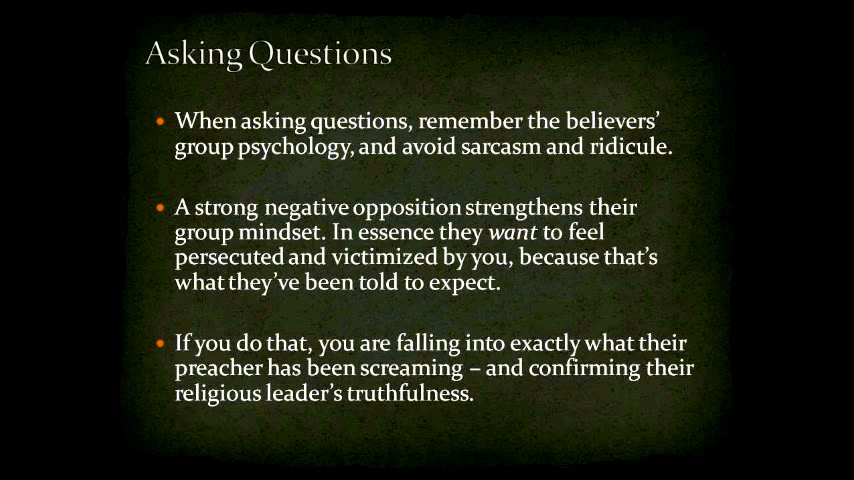 Asking Questions
When asking questions, remember the believers'
group psychology, and avoid sarcasm and ridicule.
A strong negative opposition strengthens their
group mindset. In essence they want to feel
persecuted and victimized by you, because that's
what they've been told to expect.
If you do that, you are falling into exactly what their
preacher has been screaming – and confirming their
religious leader's truthfulness.